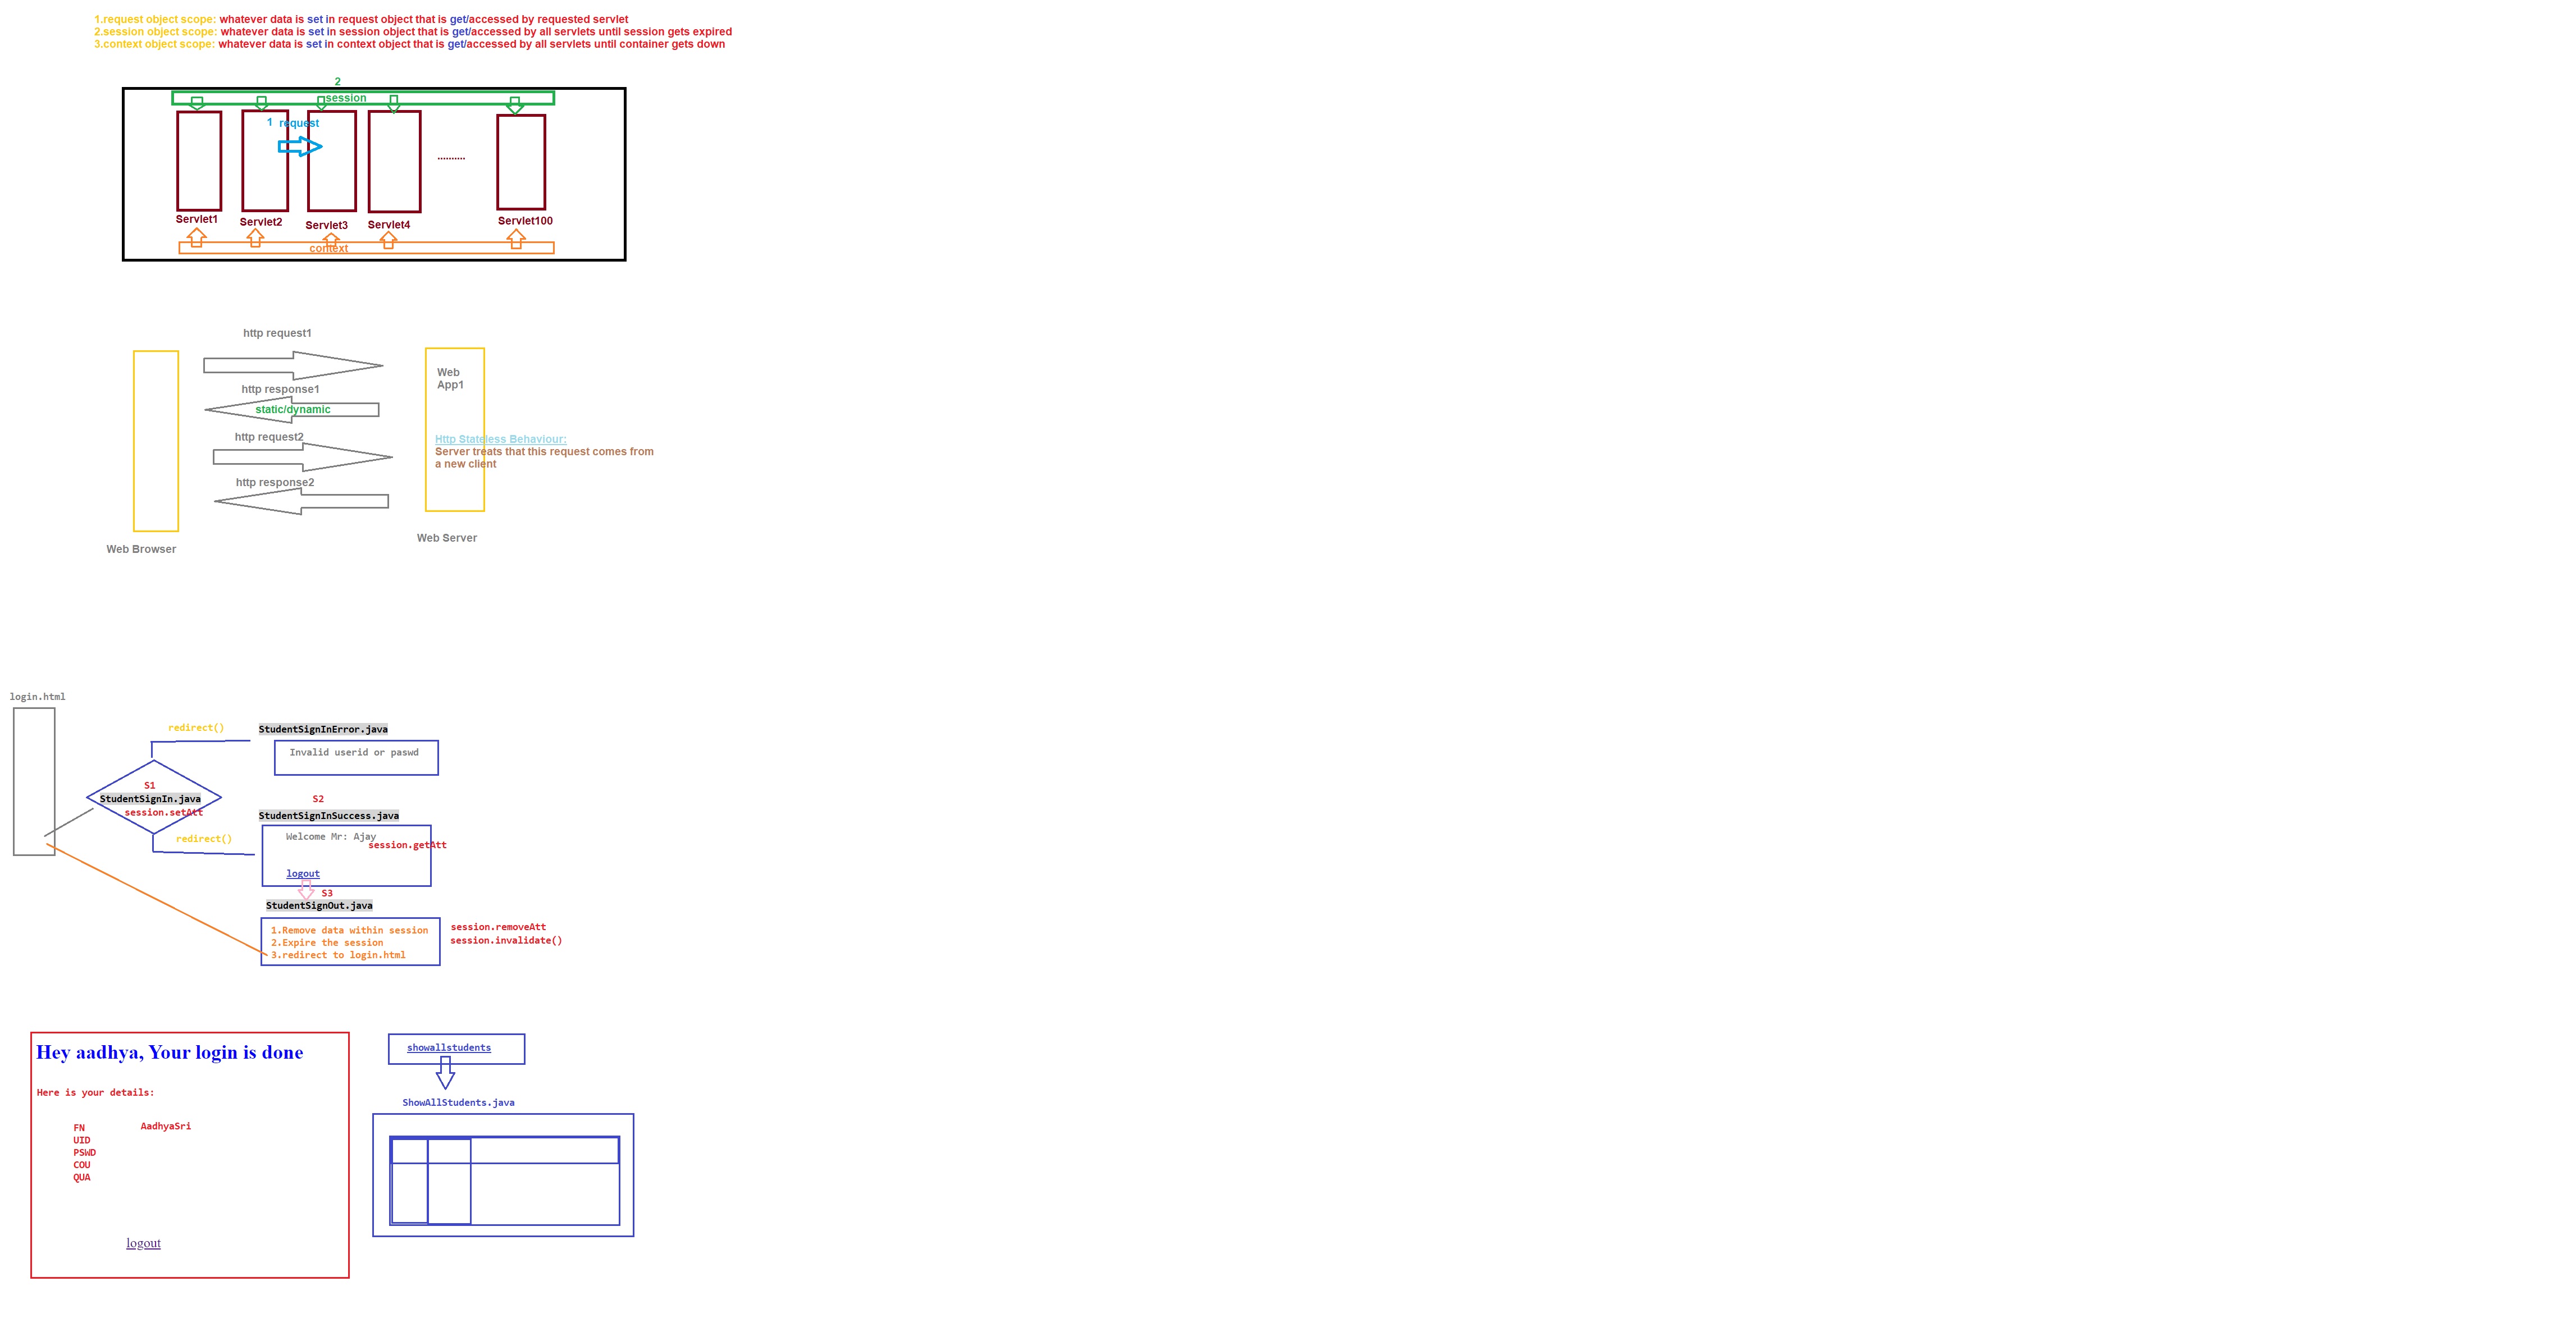 1.request object scope: whatever data is set in request object that is get/accessed by requested servlet
2.session object scope: whatever data is set in session object that is get/accessed by all servlets until session gets expired
3.context object scope: whatever data is set in context object that is get/accessed by all servlets until container gets down
2
session
1 request
..........
Servlet1
Servlet2
Servlet3
Servlet4
Servlet100
context
http request1
Web
App1
http response1
static/dynamic
http request2
Http Stateless Behaviour:
Server treats that this request comes from
a new client
http response2
Web Server
Web Browser
login.html
redirect()
StudentSignInError.java
Invalid userid or paswd
S1
StudentSignIn.java
session.setAtt
S2
StudentSignInSuccess.java
redirect()
Welcome Mr: Ajay
session.getAtt
logout
S3
StudentSignOut.java
1.Remove data within session
2.Expire the session
3.redirect to login.html
session.removeAtt
session.invalidate()
Hey aadhya, Your login is done
Here is your details:
FN AadhyaSri
UID
PSWD
COU
QUA
logout
showallstudents
ShowAllStudents.java